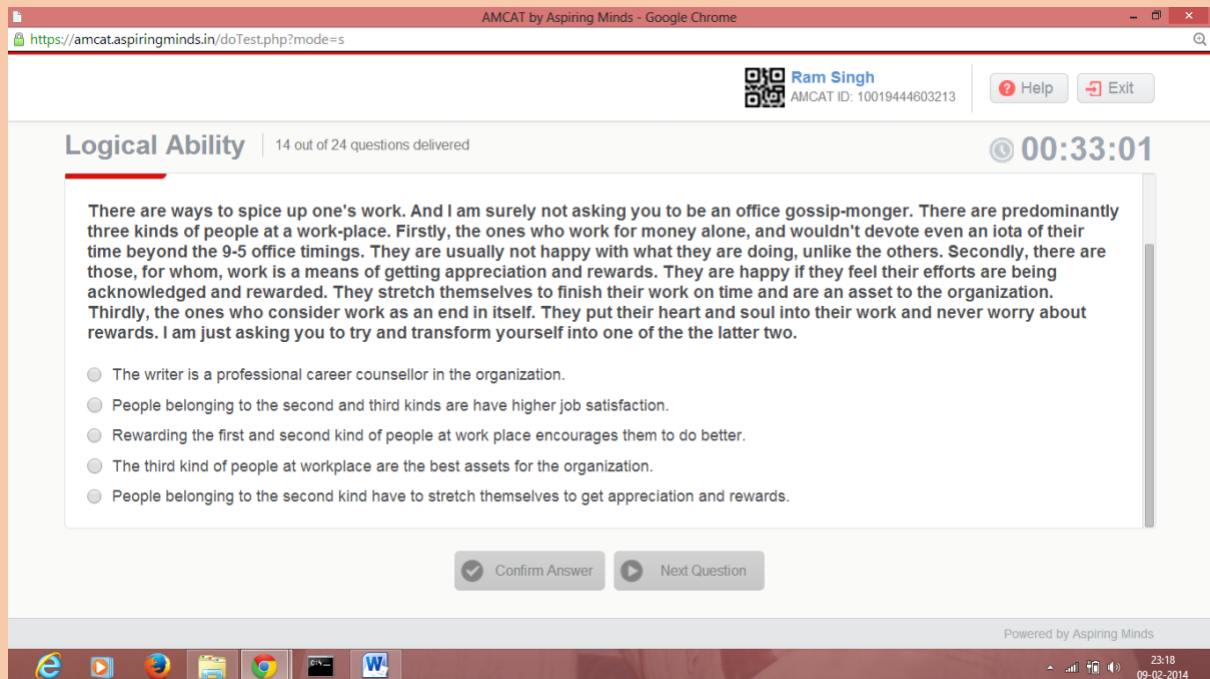 AMCAT by Aspiring Minds - Google Chrome
https://amcat.aspiringminds.in/doTest.php?mode=s
Ram Singh
AMCAT ID: 10019444603213
Help
Exit
Logical Ability
14 out of 24 questions delivered
00:33:01
There are ways to spice up one's work. And I am surely not asking you to be an office gossip-monger. There are predominantly
three kinds of people at a work-place. Firstly, the ones who work for money alone, and wouldn't devote even an iota of their
time beyond the 9-5 office timings. They are usually not happy with what they are doing, unlike the others. Secondly, there are
those, for whom, work is a means of getting appreciation and rewards. They are happy if they feel their efforts are being
acknowledged and rewarded. They stretch themselves to finish their work on time and are an asset to the organization.
Thirdly, the ones who consider work as an end in itself. They put their heart and soul into their work and never worry about
rewards. I am just asking you to try and transform yourself into one of the the latter two.
The writer is a professional career counsellor in the organization.
People belonging to the second and third kinds are have higher job satisfaction.
Rewarding the first and second kind of people at work place encourages them to do better.
The third kind of people at workplace are the best assets for the organization.
People belonging to the second kind have to stretch themselves to get appreciation and rewards.
Confirm Answer
Next Question
Powered by Aspiring Minds
23:18
09-02-2014